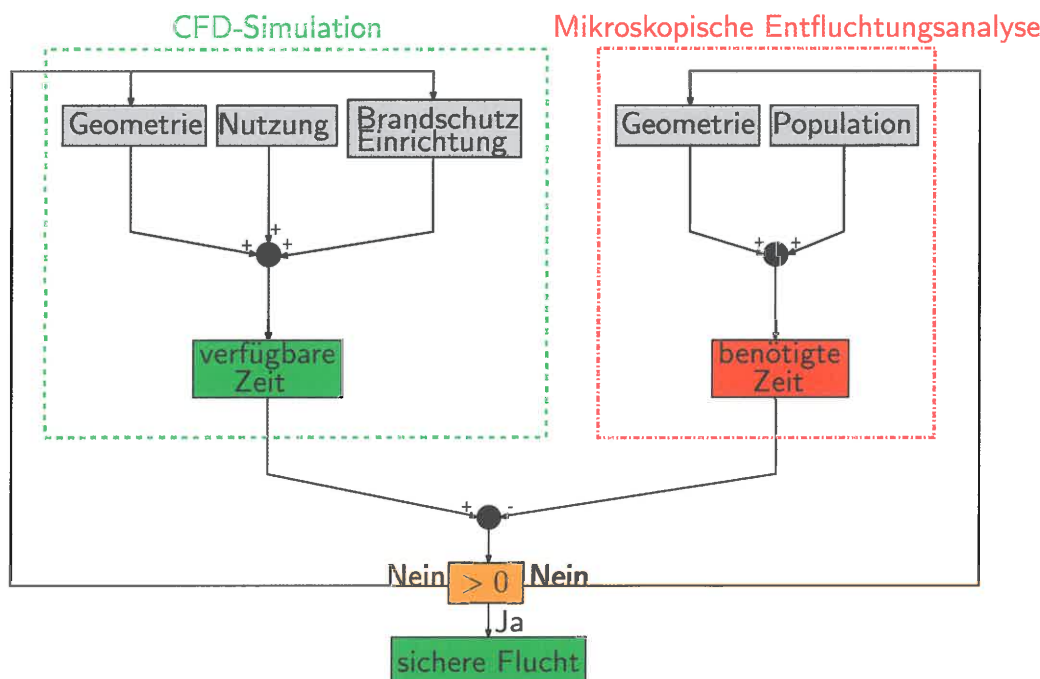 CFD-Simulation
Mikroskopische Entfluchtungsanalyse
Geometrie
Nutzung
Brandschutz
Einrichtung
Geometrie
Population
+
+
+
+
+
verfügbare
Zeit
benötigte
Zeit
+
-
Nein
> 0
Nein
Ja
sichere Flucht